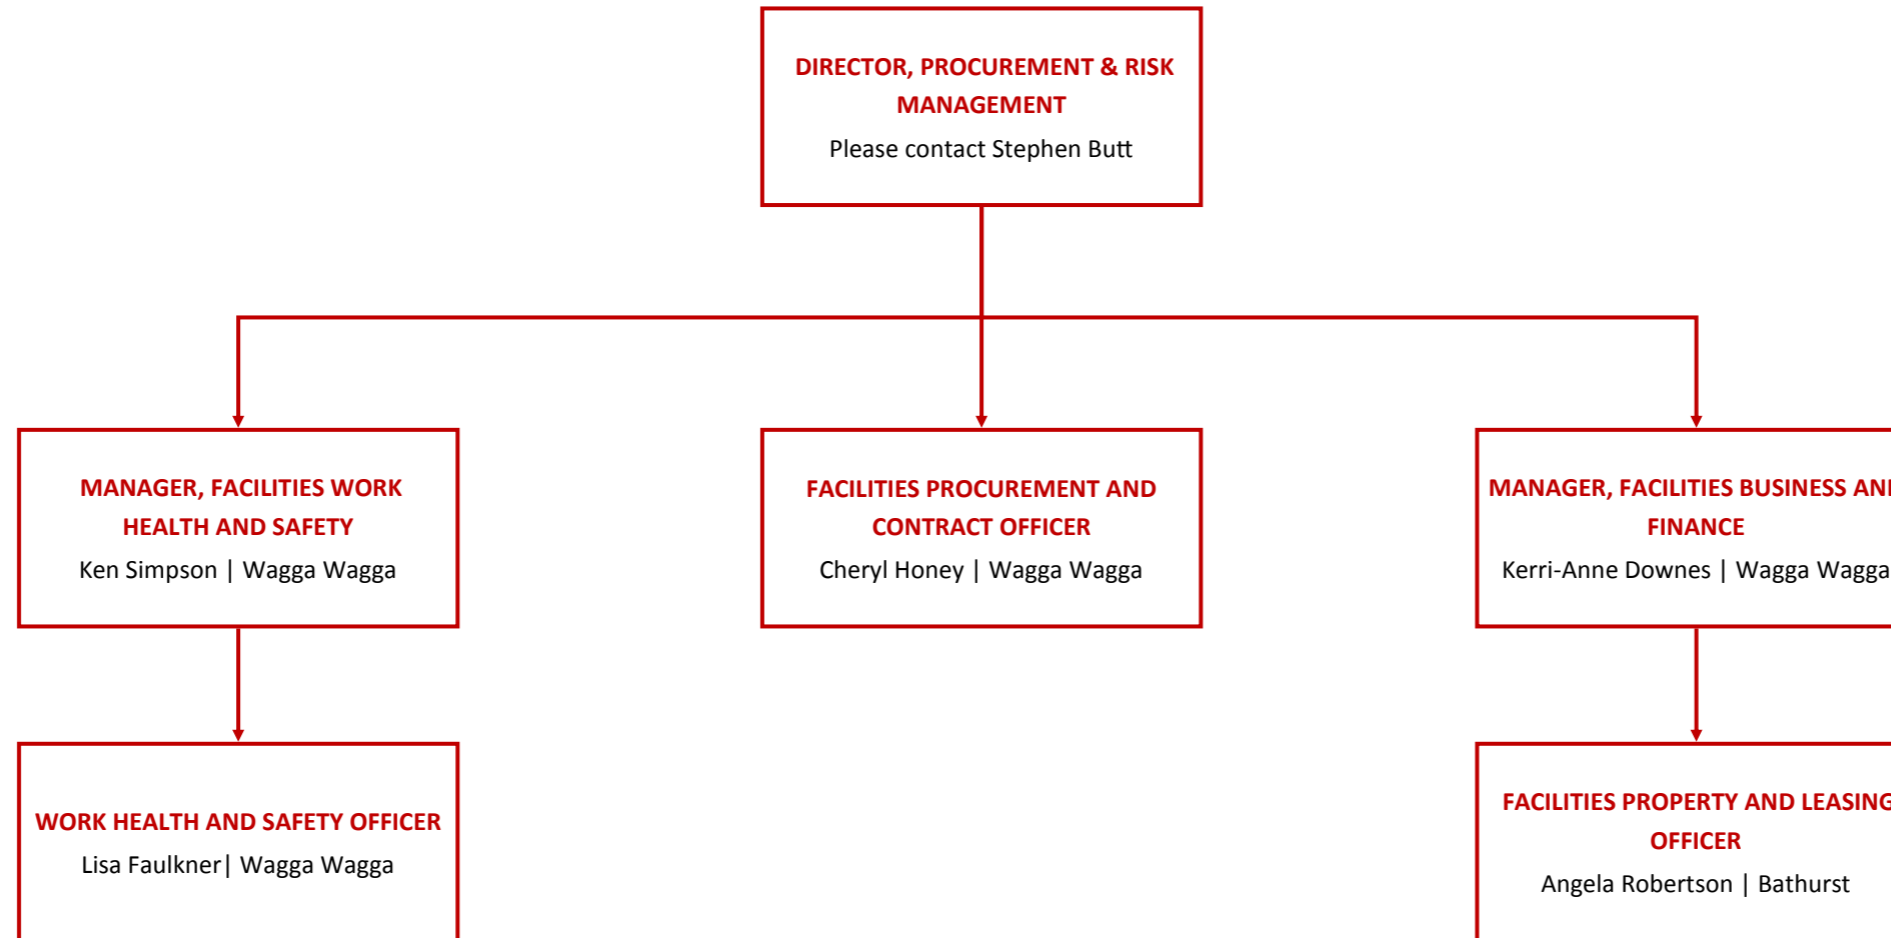 DIRECTOR, PROCUREMENT & RISK
MANAGEMENT
Please contact Stephen Butt
MANAGER, FACILITIES WORK
HEALTH AND SAFETY
Ken Simpson | Wagga Wagga
FACILITIES PROCUREMENT AND
CONTRACT OFFICER
Cheryl Honey | Wagga Wagga
MANAGER, FACILITIES BUSINESS AND
FINANCE
Kerri-Anne Downes | Wagga Wagga
WORK HEALTH AND SAFETY OFFICER
Lisa Faulkner| Wagga Wagga
FACILITIES PROPERTY AND LEASING
OFFICER
Angela Robertson | Bathurst